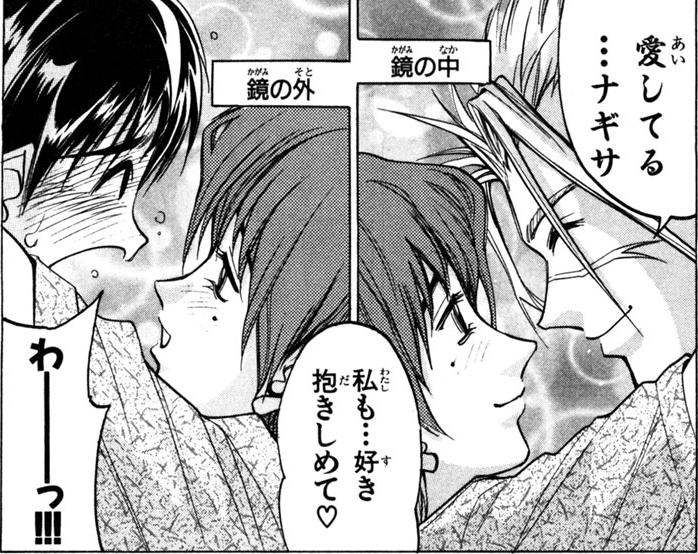 愛してる
…ナギサ
鏡の中
鏡の外
私も…好き
抱きしめて♡
わーーっ!!!